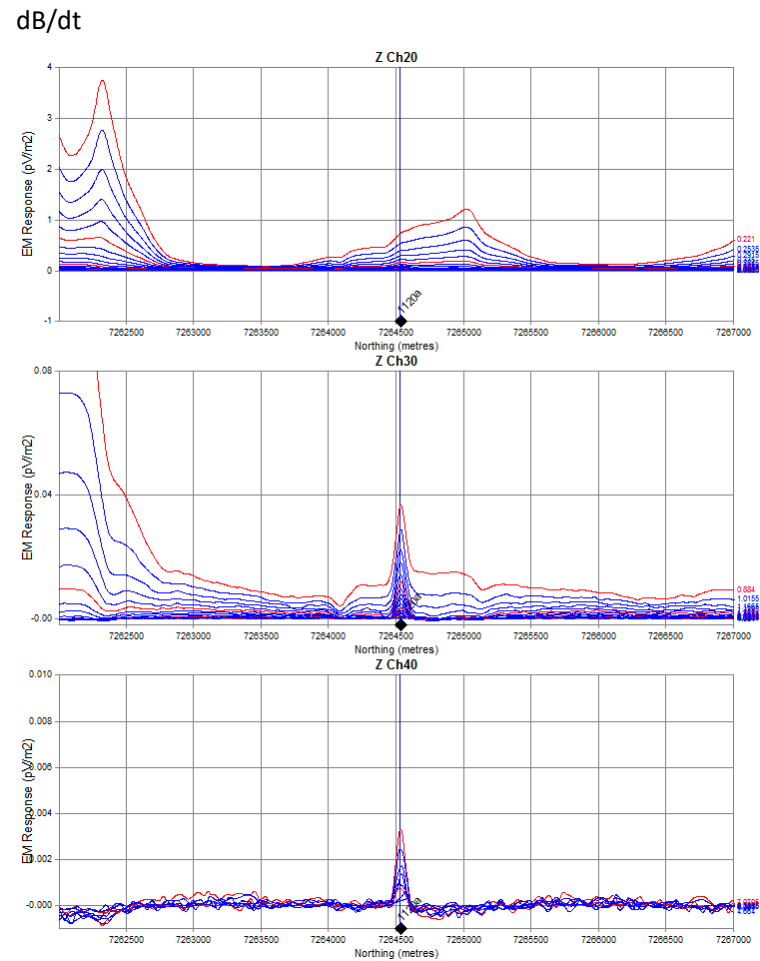 dB/dt
Z Ch20
EM Response (pV/m2)
4
3
2
1
0
-1
0.221
0.2535
1120a
7262500 7263000 7263500 7264000 7264500 7265000 7265500 7266000 7266500 7267000
Northing (metres)
Z Ch30
EM Response (pV/m2)
0.08
0.04
-0.00
0.884
1.0155
7262500 7263000 7263500 7264000 7264500 7265000 7265500 7266000 7266500 7267000
Northing (metres)
Z Ch40
EM Response (pV/m2)
0.010
0.008
0.006
0.004
0.002
-0.000
4.664
7262500 7263000 7263500 7264000 7264500 7265000 7265500 7266000 7266500 7267000
Northing (metres)